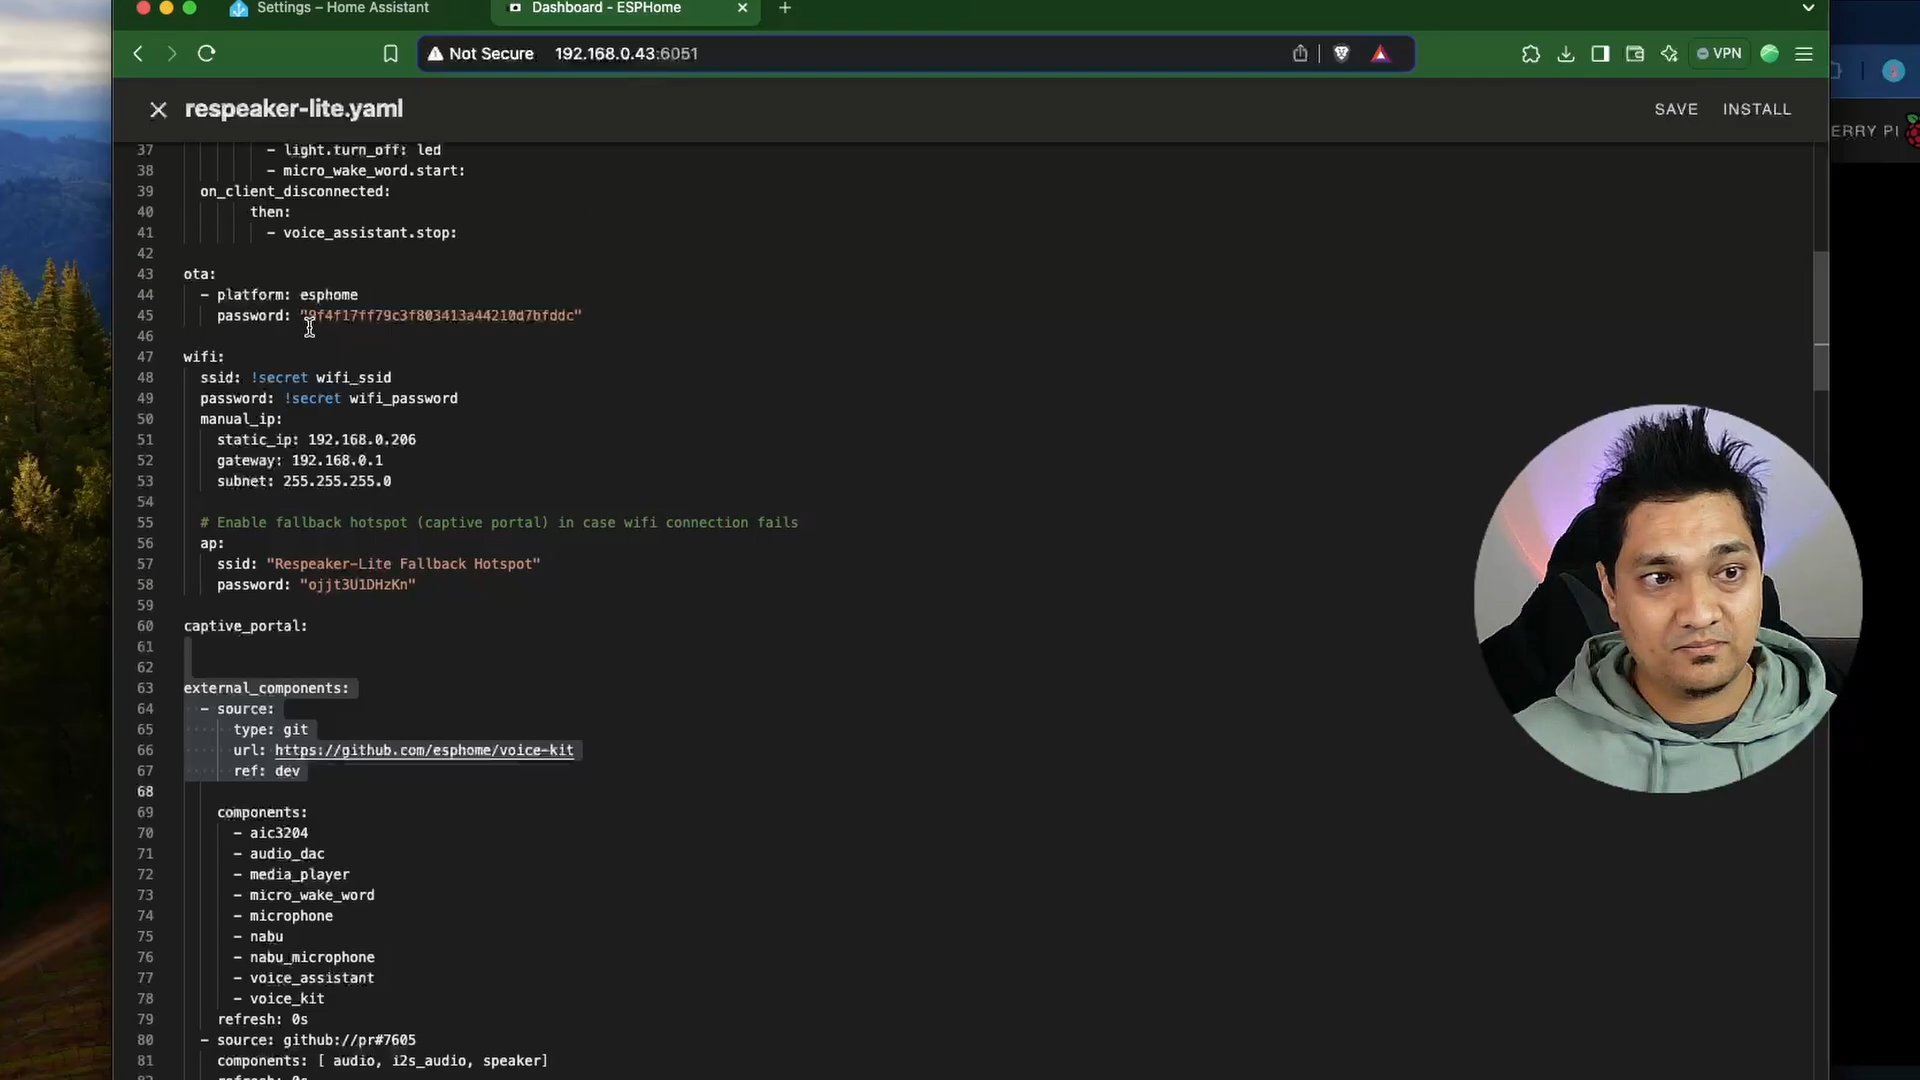 Settings – Home Assistant
Dashboard - ESPHome
Not Secure 192.168.0.43:6051
VPN
respeaker-lite.yaml
SAVE INSTALL
ERRY PI
37 - light.turn_off: led
38 - micro_wake_word.start:
39 on_client_disconnected:
40 then:
41 - voice_assistant.stop:
42
43 ota:
44 - platform: esphome
45 password: "9f4f17ff79c3f803413a44210d7bfddc"
46
47 wifi:
48 ssid: !secret wifi_ssid
49 password: !secret wifi_password
50 manual_ip:
51 static_ip: 192.168.0.206
52 gateway: 192.168.0.1
53 subnet: 255.255.255.0
54
55 # Enable fallback hotspot (captive portal) in case wifi connection fails
56 ap:
57 ssid: "Respeaker-Lite Fallback Hotspot"
58 password: "ojjt3U1DHzKn"
59
60 captive_portal:
61
62
63 external_components:
64 - source:
65 type: git
66 url: https://github.com/esphome/voice-kit
67 ref: dev
68
69 components:
70 - aic3204
71 - audio_dac
72 - media_player
73 - micro_wake_word
74 - microphone
75 - nabu
76 - nabu_microphone
77 - voice_assistant
78 - voice_kit
79 refresh: 0s
80 - source: github://pr#7605
81 components: [ audio, i2s_audio, speaker]
82 refresh: 0s